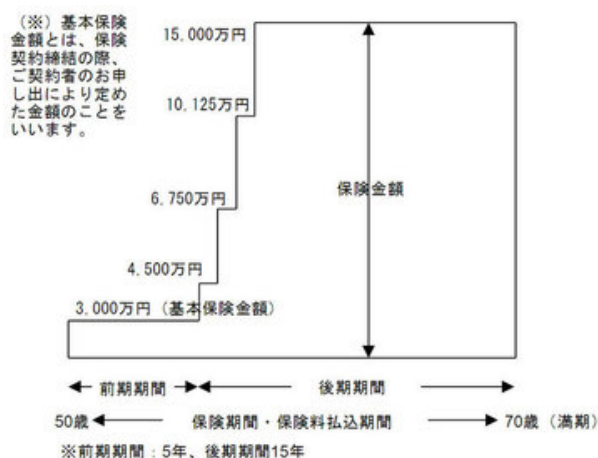 （※）基本保険
金額とは、保険
契約締結の際、
ご契約者のお申
し出により定め
た金額のことを
いいます。
15,000万円
10,125万円
6,750万円
4,500万円
3,000万円（基本保険金額）
保険金額
前期期間 後期期間
50歳 保険期間・保険料払込期間 70歳（満期）
※前期期間：5年、後期期間15年